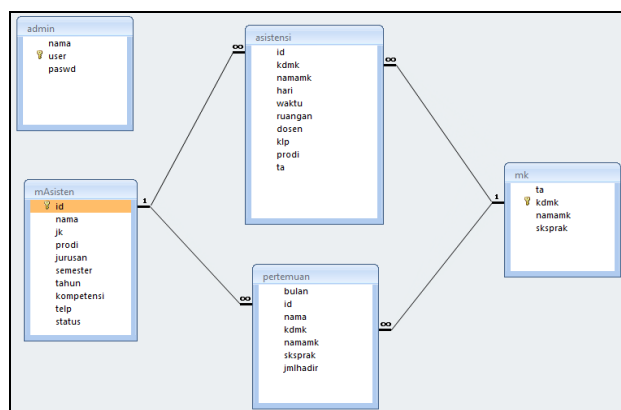 admin
nama
user
paswd
asistensi
id
kdmk
namamk
hari
waktu
ruangan
dosen
klp
prodi
ta
mAsisten
id
nama
jk
prodi
jurusan
semester
tahun
kompetensi
telp
status
pertemuan
bulan
id
nama
kdmk
namamk
sksprak
jmlhadir
mk
ta
kdmk
namamk
sksprak
∞
∞
1
1
∞
∞